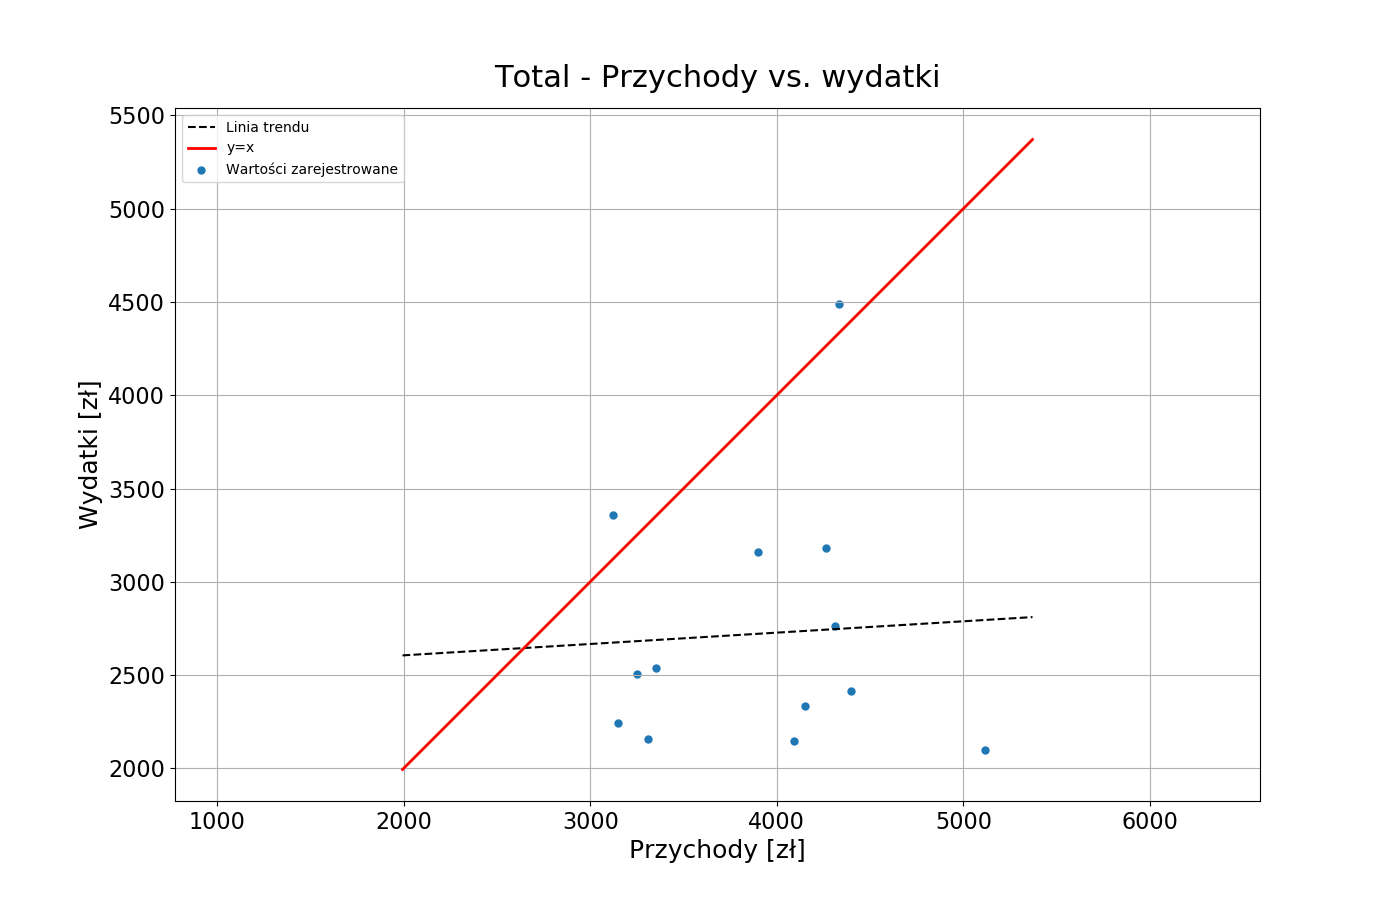 Total - Przychody vs. wydatki
Linia trendu
y=x
Wartości zarejestrowane
Wydatki [zł]
5500
5000
4500
4000
3500
3000
2500
2000
1000 2000 3000 4000 5000 6000
Przychody [zł]